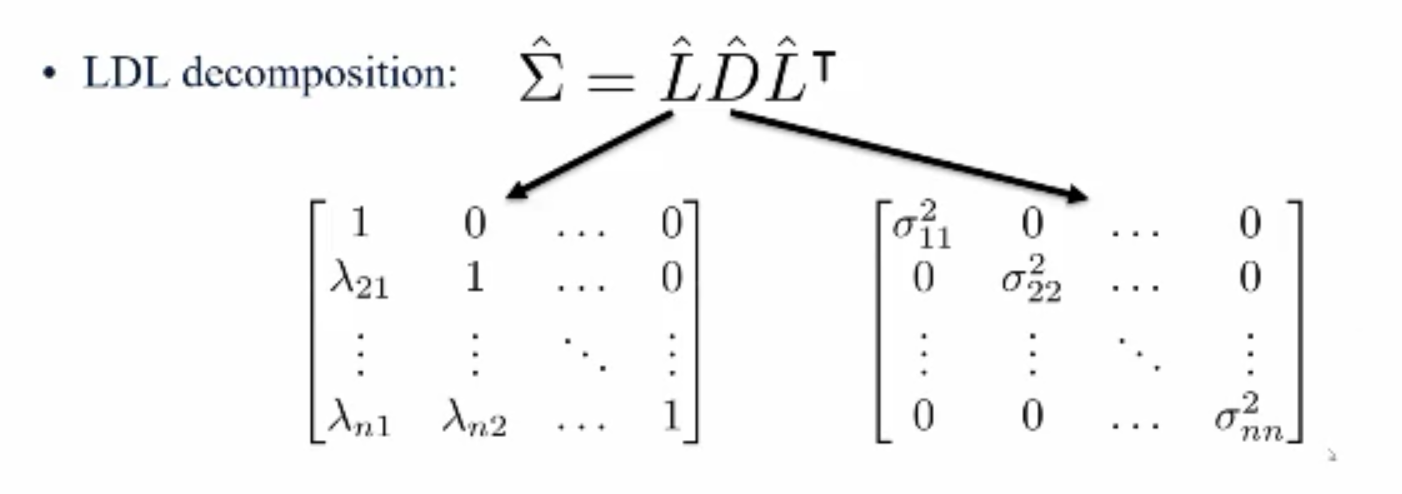 • LDL decomposition: $\hat{\Sigma} = \hat{L}\hat{D}\hat{L}^{\mathsf{T}}$
$\begin{bmatrix} 1 & 0 & \dots & 0 \\ \lambda_{21} & 1 & \dots & 0 \\ \vdots & \vdots & \ddots & \vdots \\ \lambda_{n1} & \lambda_{n2} & \dots & 1 \end{bmatrix}$
$\begin{bmatrix} \sigma_{11}^2 & 0 & \dots & 0 \\ 0 & \sigma_{22}^2 & \dots & 0 \\ \vdots & \vdots & \ddots & \vdots \\ 0 & 0 & \dots & \sigma_{nn}^2 \end{bmatrix}$